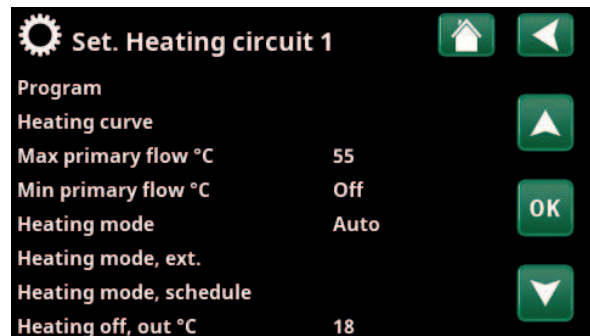 Set. Heating circuit 1
Program
Heating curve
Max primary flow °C 55
Min primary flow °C Off
Heating mode Auto
OK
Heating mode, ext.
Heating mode, schedule
Heating off, out °C 18